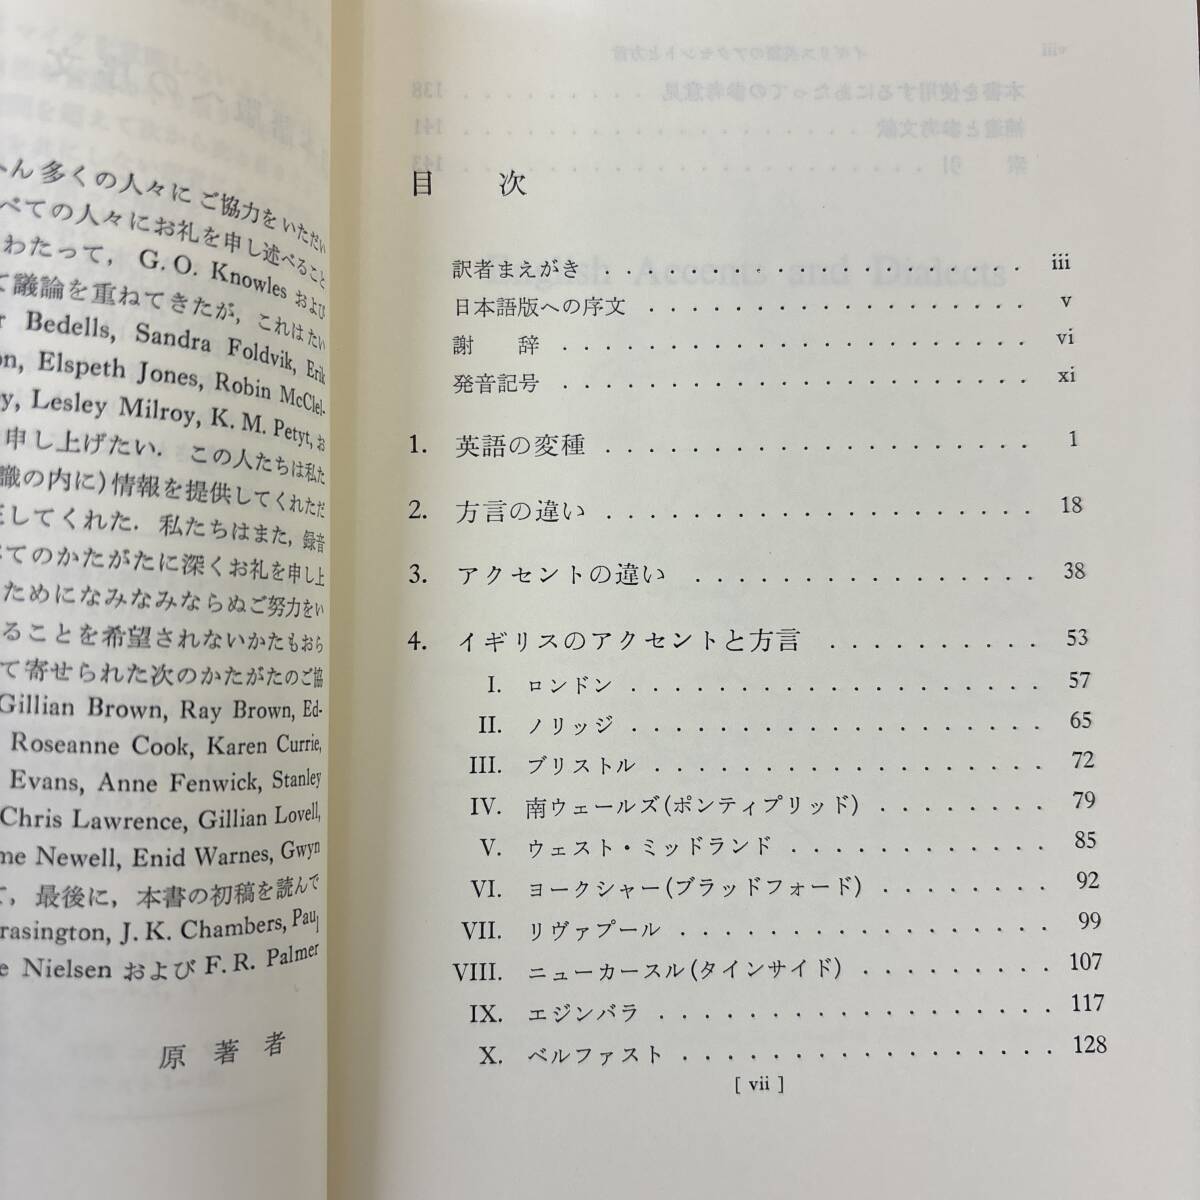 へん多くの人々にご協力をいただい
べての人々にお礼を申し述べること
わたって，G. O. Knowles および
て議論を重ねてきたが，これはたい
Bedells, Sandra Foldvik, Erik
on, Elspeth Jones, Robin McClel-
ey, Lesley Milroy, K. M. Petyt, お
申し上げたい．この人たちは私た
識の内に)情報を提供してくれただ
してくれた．私たちはまた，録音
てのかたがたに深くお礼を申し上
ためになみなみならぬご努力をい
ることを希望されないかたもおら
て寄せられた次のかたがたのご協
Gillian Brown, Ray Brown, Ed-
Roseanne Cook, Karen Currie,
Evans, Anne Fenwick, Stanley
Chris Lawrence, Gillian Lovell,
me Newell, Enid Warnes, Gwyn
て，最後に，本書の初稿を読んで
rasington, J. K. Chambers, Paul
e Nielsen および F. R. Palmer
原著者
目　次
訳者まえがき . . . . . . . . . . . . . . . iii
日本語版への序文 . . . . . . . . . . . . . . v
謝　辞 . . . . . . . . . . . . . . . . . vi
発音記号 . . . . . . . . . . . . . . . . . xi
1. 英語の変種 . . . . . . . . . . . . . . . 1
2. 方言の違い . . . . . . . . . . . . . . . 18
3. アクセントの違い . . . . . . . . . . . . . 38
4. イギリスのアクセントと方言 . . . . . . . . . 53
I. ロンドン . . . . . . . . . . . . . . . . 57
II. ノリッジ . . . . . . . . . . . . . . . . 65
III. ブリストル . . . . . . . . . . . . . . . 72
IV. 南ウェールズ(ポンティプリッド) . . . . . . . . 79
V. ウェスト・ミッドランド . . . . . . . . . . . 85
VI. ヨークシャー(ブラッドフォード) . . . . . . . . 92
VII. リヴァプール . . . . . . . . . . . . . . 99
VIII. ニューカースル(タインサイド) . . . . . . . . 107
IX. エジンバラ . . . . . . . . . . . . . . . 117
X. ベルファスト . . . . . . . . . . . . . . 128
[ vii ]